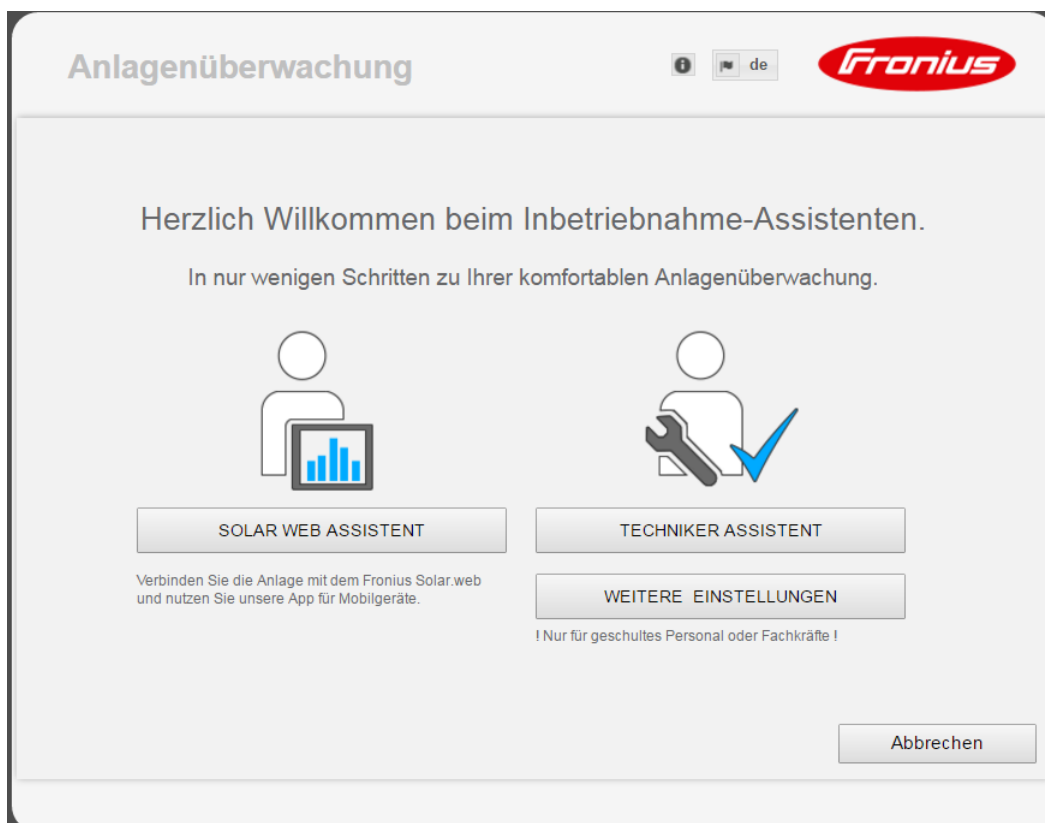 Anlagenüberwachung
de
Fronius
Herzlich Willkommen beim Inbetriebnahme-Assistenten.
In nur wenigen Schritten zu Ihrer komfortablen Anlagenüberwachung.
SOLAR WEB ASSISTENT
Verbinden Sie die Anlage mit dem Fronius Solar.web
und nutzen Sie unsere App für Mobilgeräte.
TECHNIKER ASSISTENT
WEITERE EINSTELLUNGEN
! Nur für geschultes Personal oder Fachkräfte !
Abbrechen